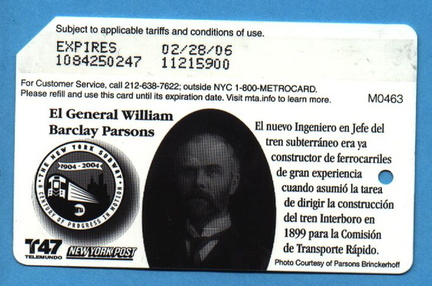 Subject to applicable tariffs and conditions of use.
EXPIRES 02/28/06
1084250247 11215900
For Customer Service, call 212-638-7622; outside NYC 1-800-METROCARD.
Please refill and use this card until its expiration date. Visit mta.info to learn more. M0463
El General William
Barclay Parsons
THE NEW YORK SUBWAY
1904-2004
A CENTURY OF PROGRESS IN MOTION
T47
TELEMUNDO
NEW YORK POST
El nuevo Ingeniero en Jefe del
tren subterráneo era ya
constructor de ferrocarriles
de gran experiencia
cuando asumió la tarea
de dirigir la construcción
del tren Interboro en
1899 para la Comisión
de Transporte Rápido.
Photo Courtesy of Parsons Brinckerhoff